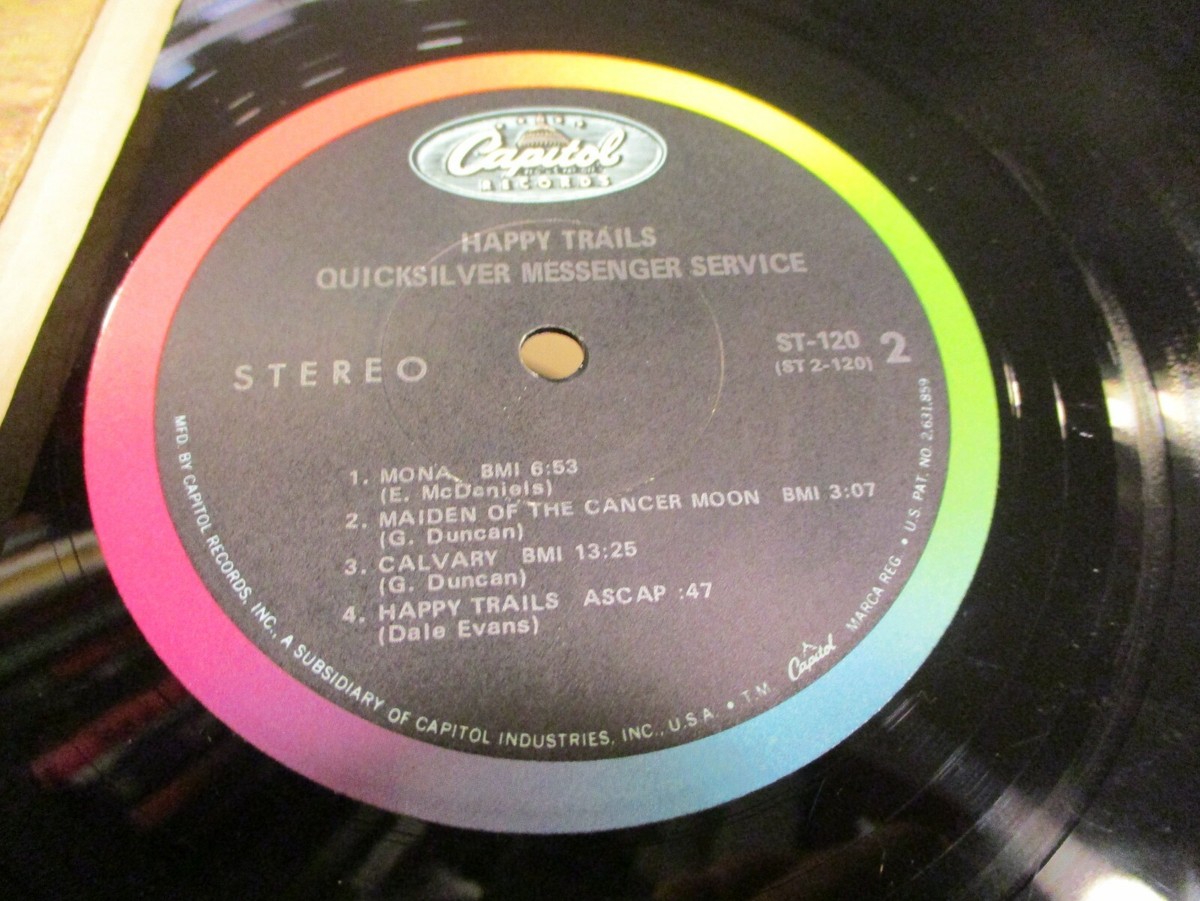 Capitol
RECORDS
HAPPY TRAILS
QUICKSILVER MESSENGER SERVICE
STEREO
ST-120
(ST 2-120)
2
1. MONA BMI 6:53
(E. McDaniels)
2. MAIDEN OF THE CANCER MOON BMI 3:07
(G. Duncan)
3. CALVARY BMI 13:25
(G. Duncan)
4. HAPPY TRAILS ASCAP :47
(Dale Evans)
MFD. BY CAPITOL RECORDS, INC., A SUBSIDIARY OF CAPITOL INDUSTRIES, INC., U.S.A. • T.M. Capitol MARCA REG • U.S. PAT. NO. 2,631,859